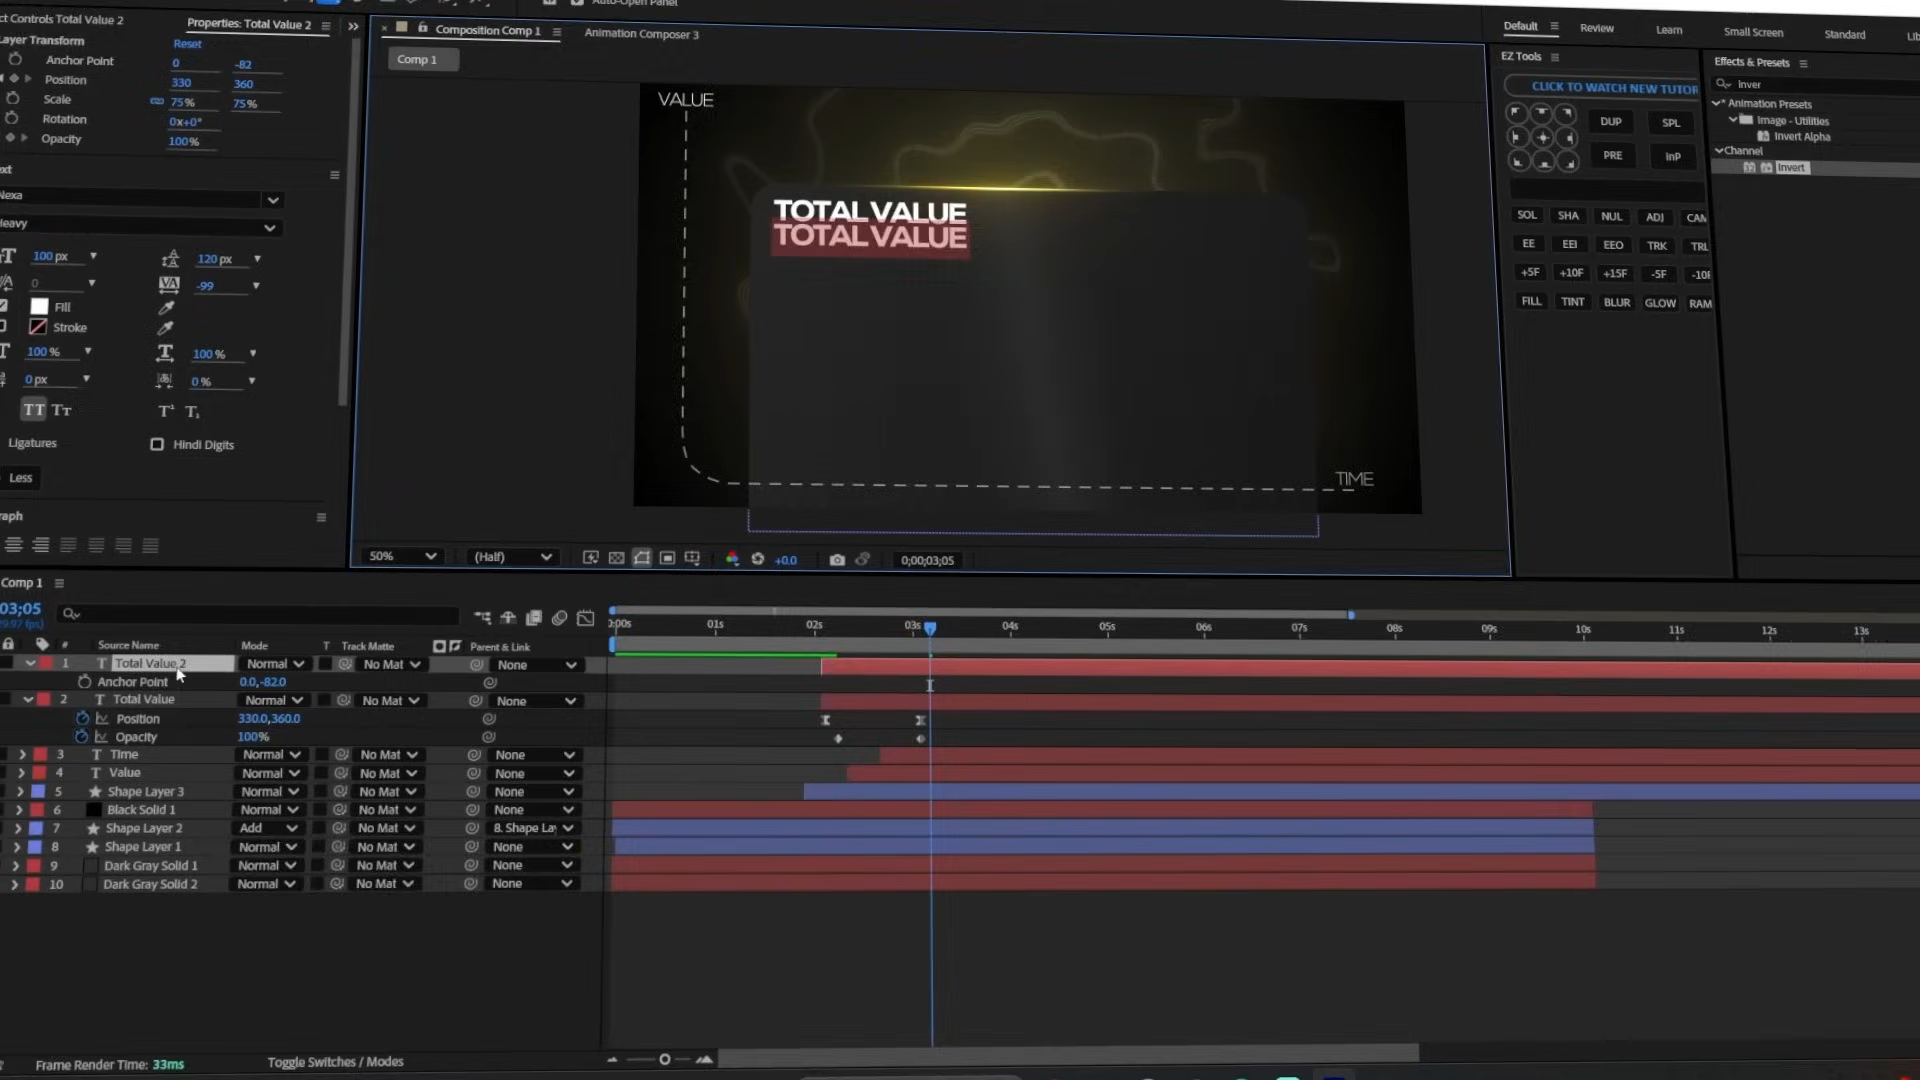 Auto-Open Panel
ct Controls Total Value 2
Properties: Total Value 2
Composition Comp 1
Animation Composer 3
Default
Review
Learn
Small Screen
Standard
Layer Transform
Reset
Comp 1
EZ Tools
Effects & Presets
Anchor Point
0
-82
CLICK TO WATCH NEW TUTOR
Inver
Position
330
360
Animation Presets
Scale
75%
75%
VALUE
Image - Utilities
Rotation
0x+0°
DUP
SPL
Invert Alpha
Opacity
100%
PRE
InP
Channel
Invert
ext
Nexa
TOTAL VALUE
TOTAL VALUE
SOL
SHA
NUL
ADJ
CAM
Heavy
EE
EEI
EEO
TRK
TRL
100 px
120 px
+5F
+10F
+15F
-5F
-10F
0
-99
FILL
TINT
BLUR
GLOW
RAM
Fill
Stroke
100 %
100 %
0 px
0 %
TT
Ligatures
Hindi Digits
Less
TIME
raph
50%
(Half)
+0.0
0;00;03;05
Comp 1
03;05
29.97 fps)
0:00s
01s
02s
03s
04s
05s
06s
07s
08s
09s
10s
11s
12s
13s
#
Source Name
Mode
T
Track Matte
Parent & Link
1
Total Value 2
Normal
No Mat
None
Anchor Point
0.0,-82.0
2
Total Value
Normal
No Mat
None
Position
330.0,360.0
Opacity
100%
3
Time
Normal
No Mat
None
4
Value
Normal
No Mat
None
5
Shape Layer 3
Normal
No Mat
None
6
Black Solid 1
Normal
No Mat
None
7
Shape Layer 2
Add
No Mat
8. Shape Lay
8
Shape Layer 1
Normal
No Mat
None
9
Dark Gray Solid 1
Normal
No Mat
None
10
Dark Gray Solid 2
Normal
No Mat
None
Frame Render Time: 33ms
Toggle Switches / Modes